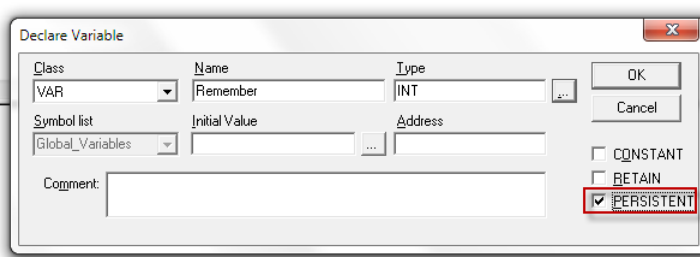 Declare Variable
Class Name Type
VAR Remember INT ... OK
Symbol list Initial Value Address Cancel
Global_Variables ...
CONSTANT
Comment: RETAIN
PERSISTENT